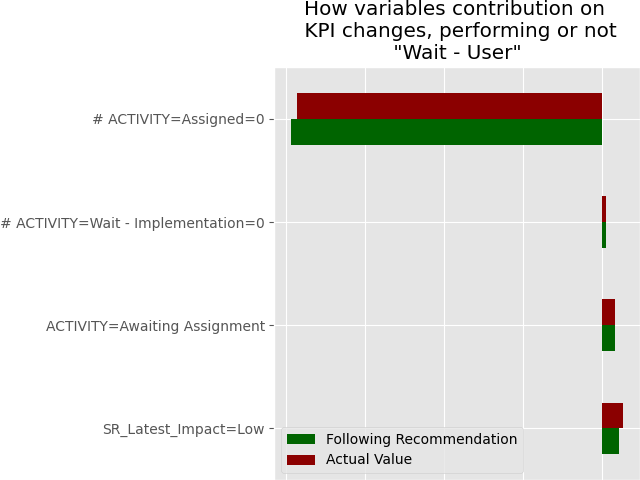 How variables contribution on
KPI changes, performing or not
"Wait - User"
# ACTIVITY=Assigned=0
# ACTIVITY=Wait - Implementation=0
ACTIVITY=Awaiting Assignment
SR_Latest_Impact=Low
Following Recommendation
Actual Value